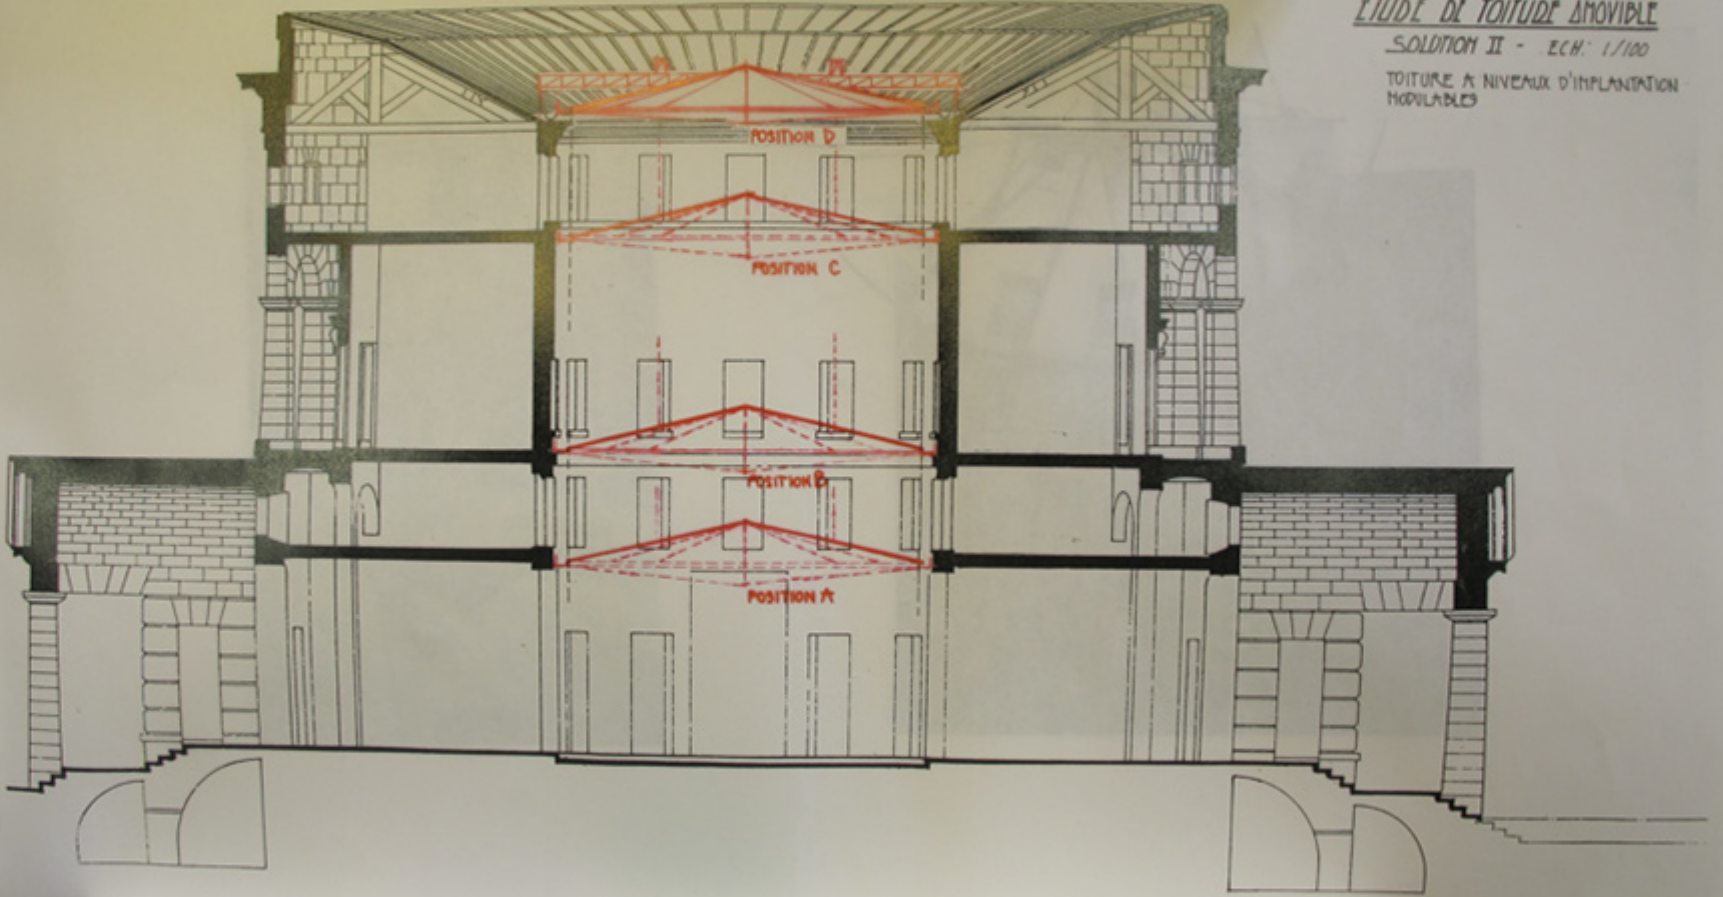 ETUDE DE TOITURE AMOVIBLE
SOLUTION II - ECH: 1/100
TOITURE A NIVEAUX D'IMPLANTATION
MODULABLES
POSITION D
POSITION C
POSITION B
POSITION A